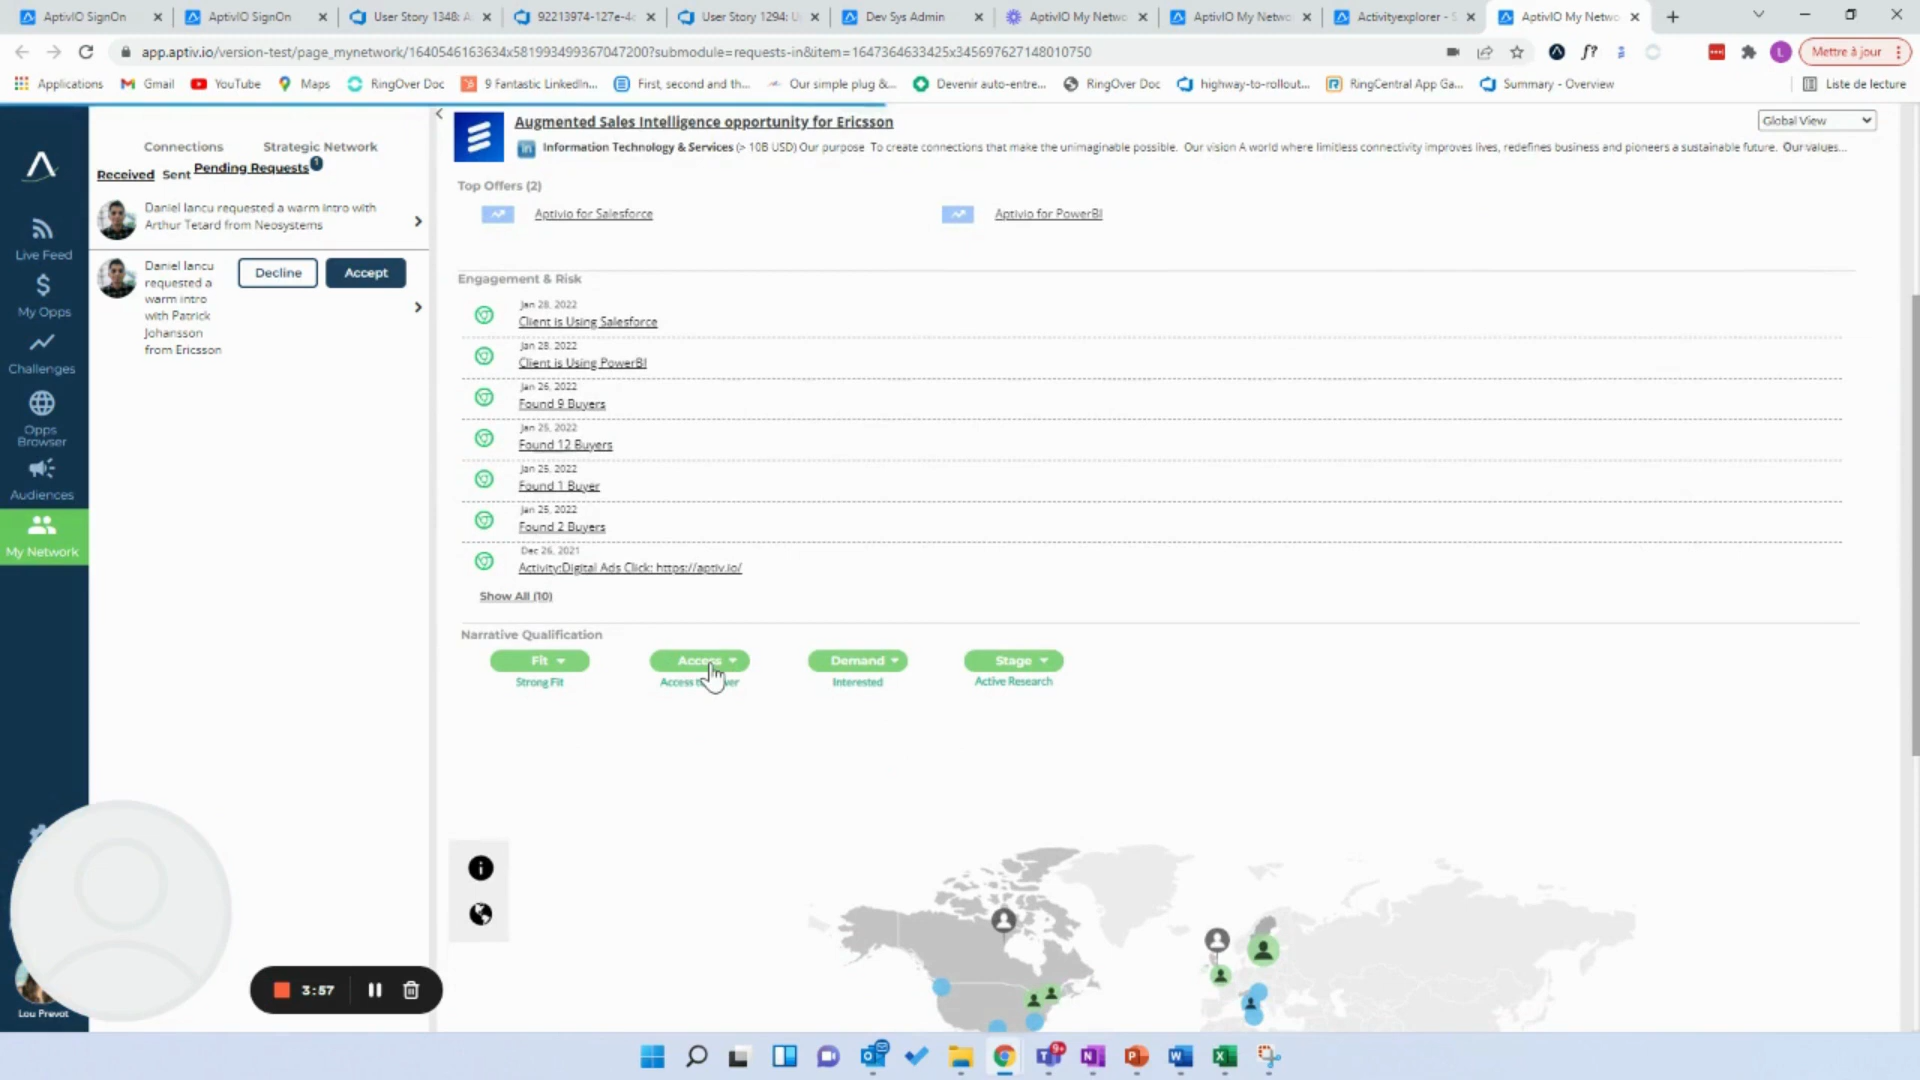 AptivIO SignOn
AptivIO SignOn
User Story 1348: A
92213974-127e-4c
User Story 1294: U
Dev Sys Admin
AptivIO My Netwo
AptivIO My Netwo
Activityexplorer - S
AptivIO My Netwo
app.aptiv.io/version-test/page_mynetwork/1640546163634x581993499367047200?submodule=requests-in&item=1647364633425x345697627148010750
Mettre à jour
Applications
Gmail
YouTube
Maps
RingOver Doc
9 Fantastic LinkedIn...
First, second and th...
Our simple plug &...
Devenir auto-entre...
RingOver Doc
highway-to-rollout...
RingCentral App Ga...
Summary - Overview
Liste de lecture
Live Feed
My Opps
Challenges
Opps
Browser
Audiences
My Network
Lou Prevot
Connections
Strategic Network
Received
Sent
Pending Requests 1
Daniel Iancu requested a warm intro with
Arthur Tetard from Neosystems
Daniel Iancu
requested a
warm intro
with Patrick
Johansson
from Ericsson
Decline
Accept
3:57
Augmented Sales Intelligence opportunity for Ericsson
Global View
Information Technology & Services (> 10B USD) Our purpose To create connections that make the unimaginable possible. Our vision A world where limitless connectivity improves lives, redefines business and pioneers a sustainable future. Our values...
Top Offers (2)
Aptivio for Salesforce
Aptivio for PowerBI
Engagement & Risk
Jan 28, 2022
Client is Using Salesforce
Jan 28, 2022
Client is Using PowerBI
Jan 26, 2022
Found 9 Buyers
Jan 25, 2022
Found 12 Buyers
Jan 25, 2022
Found 1 Buyer
Jan 25, 2022
Found 2 Buyers
Dec 26, 2021
Activity:Digital Ads Click: https://aptiv.io/
Show All (10)
Narrative Qualification
Fit
Strong Fit
Access
Access
Demand
Interested
Stage
Active Research
9+